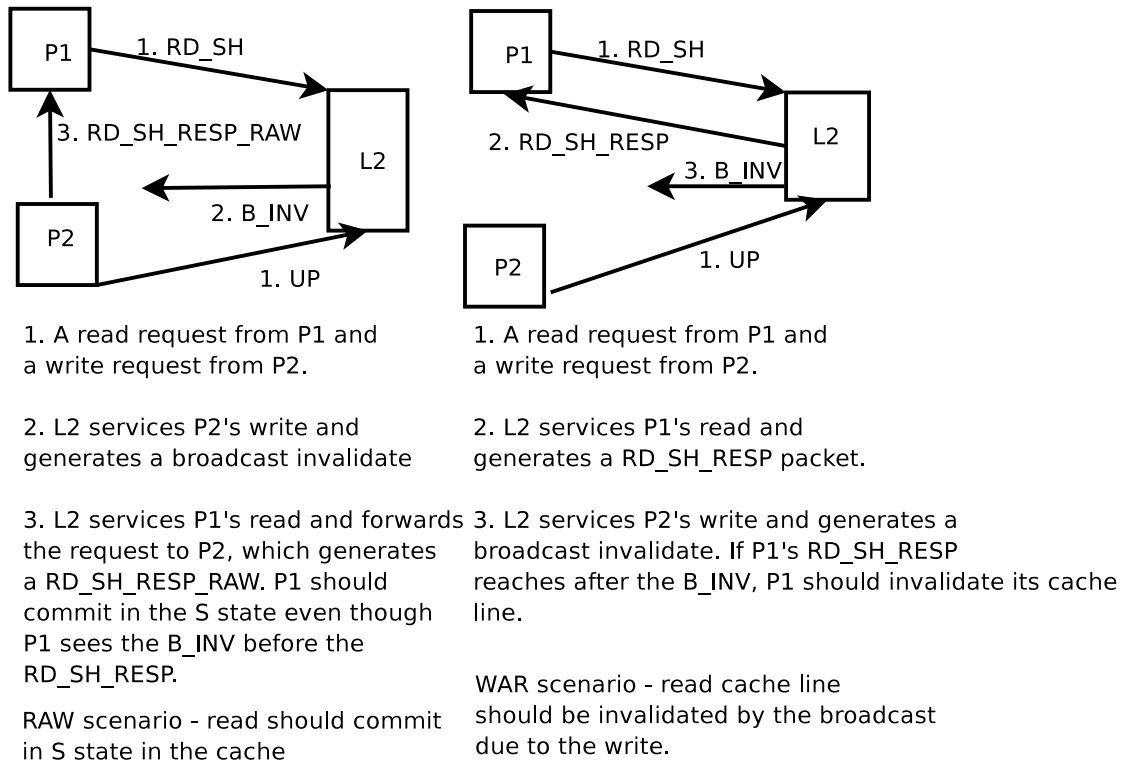 P1
1. RD_SH
3. RD_SH_RESP_RAW
L2
2. B_INV
P2
1. UP
1. A read request from P1 and
a write request from P2.
2. L2 services P2's write and
generates a broadcast invalidate
3. L2 services P1's read and forwards
the request to P2, which generates
a RD_SH_RESP_RAW. P1 should
commit in the S state even though
P1 sees the B_INV before the
RD_SH_RESP.
RAW scenario - read should commit
in S state in the cache
P1
1. RD_SH
2. RD_SH_RESP
L2
3. B_INV
P2
1. UP
1. A read request from P1 and
a write request from P2.
2. L2 services P1's read and
generates a RD_SH_RESP packet.
3. L2 services P2's write and generates a
broadcast invalidate. If P1's RD_SH_RESP
reaches after the B_INV, P1 should invalidate its cache
line.
WAR scenario - read cache line
should be invalidated by the broadcast
due to the write.